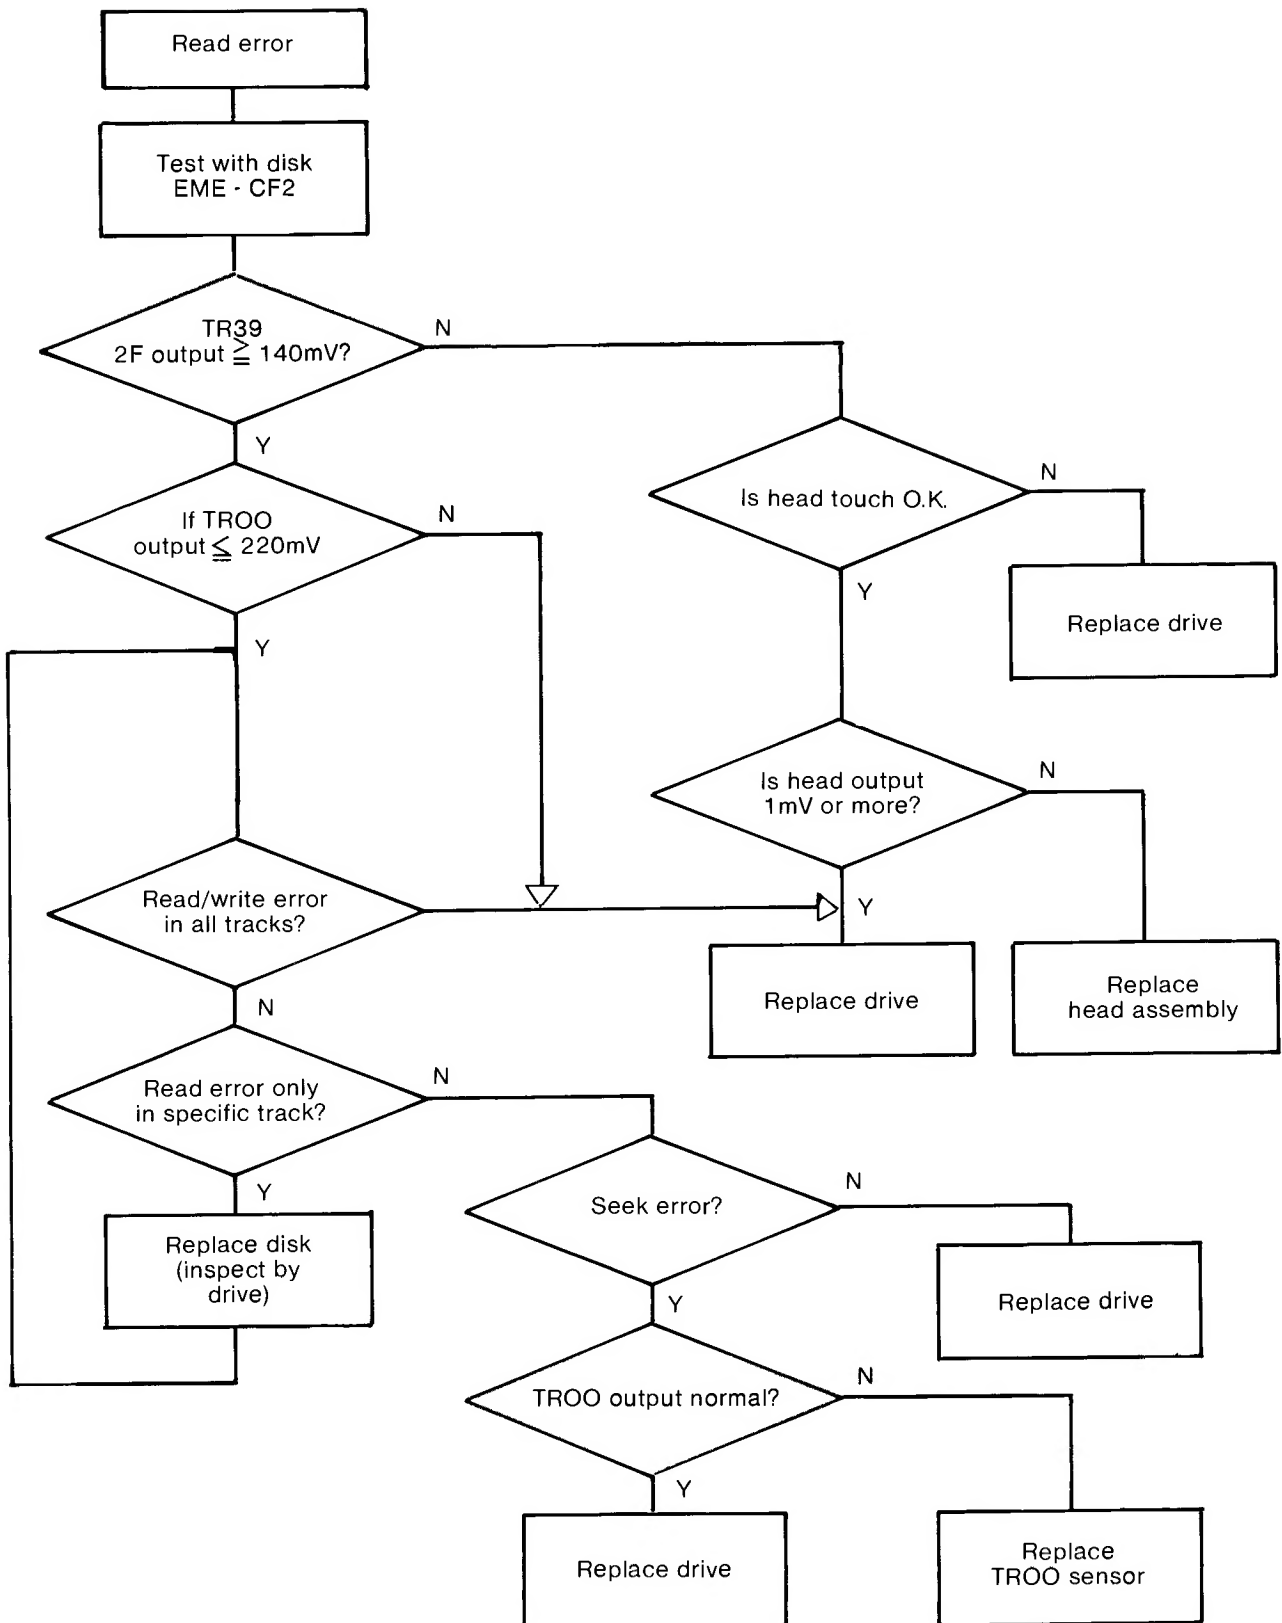 Read error
Test with disk
EME - CF2
TR39
2F output ≧ 140mV?
N
Y
If TROO
output ≦ 220mV
N
Y
Is head touch O.K.
N
Y
Replace drive
Is head output
1mV or more?
N
Y
Read/write error
in all tracks?
N
Replace drive
Replace
head assembly
Read error only
in specific track?
N
Y
Replace disk
(inspect by
drive)
Seek error?
N
Y
Replace drive
TROO output normal?
N
Y
Replace drive
Replace
TROO sensor